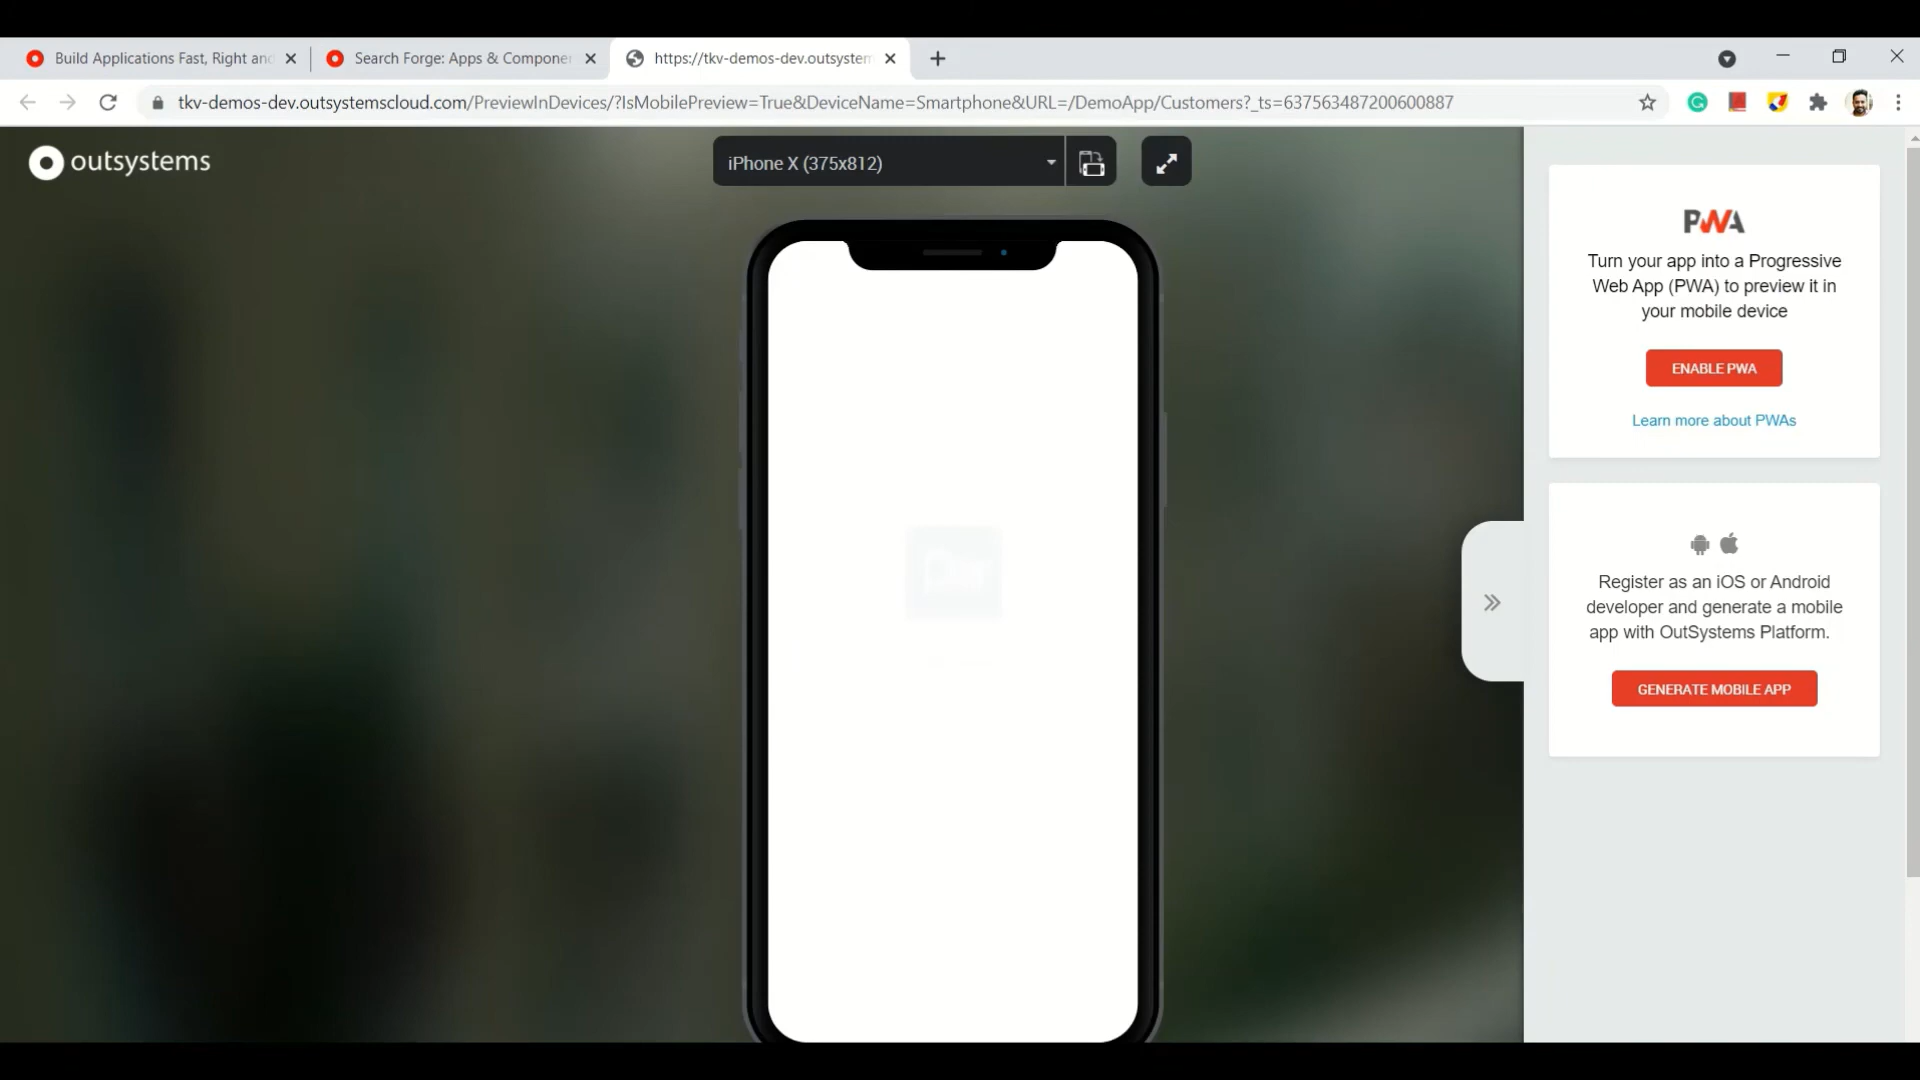 Build Applications Fast, Right and
Search Forge: Apps & Componen
https://tkv-demos-dev.outsystem
tkv-demos-dev.outsystemscloud.com/PreviewInDevices/?IsMobilePreview=True&DeviceName=Smartphone&URL=/DemoApp/Customers?_ts=637563487200600887
outsystems
iPhone X (375x812)
PWA
Turn your app into a Progressive
Web App (PWA) to preview it in
your mobile device
ENABLE PWA
Learn more about PWAs
Register as an iOS or Android
developer and generate a mobile
app with OutSystems Platform.
GENERATE MOBILE APP